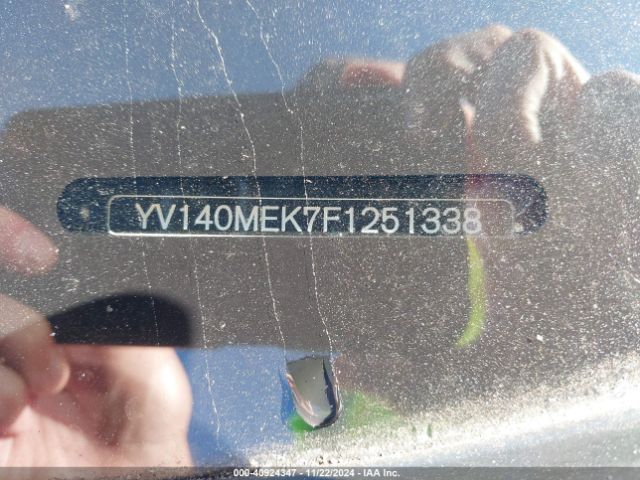 YV140MEK7F1251338
000-40924347 - 11/22/2024 - IAA Inc.